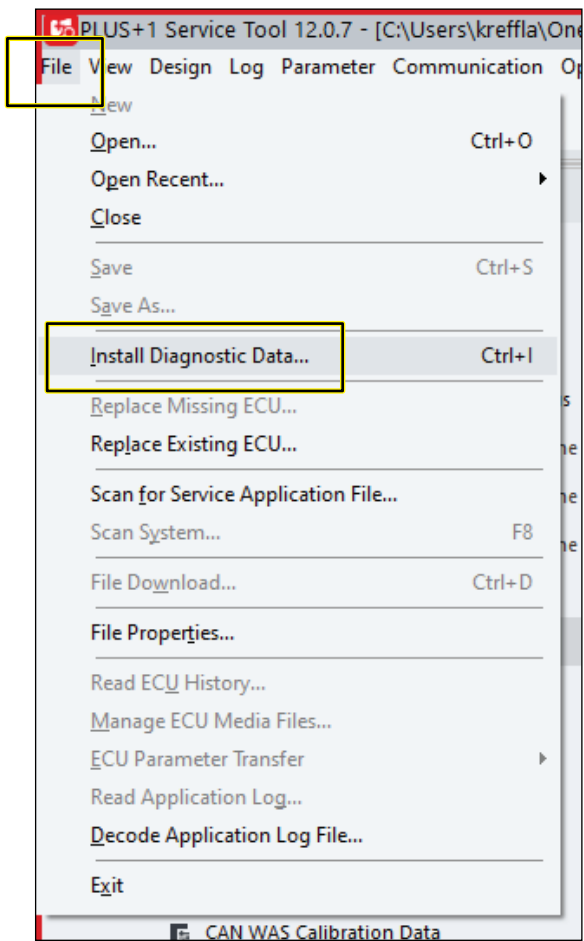 PLUS+1 Service Tool 12.0.7 - [C:\Users\kreffla\One
File View Design Log Parameter Communication Op
New
Open... Ctrl+O
Open Recent...
Close
Save Ctrl+S
Save As...
Install Diagnostic Data... Ctrl+I
Replace Missing ECU...
Replace Existing ECU...
Scan for Service Application File...
Scan System... F8
File Download... Ctrl+D
File Properties...
Read ECU History...
Manage ECU Media Files...
ECU Parameter Transfer
Read Application Log...
Decode Application Log File...
Exit
CAN WAS Calibration Data